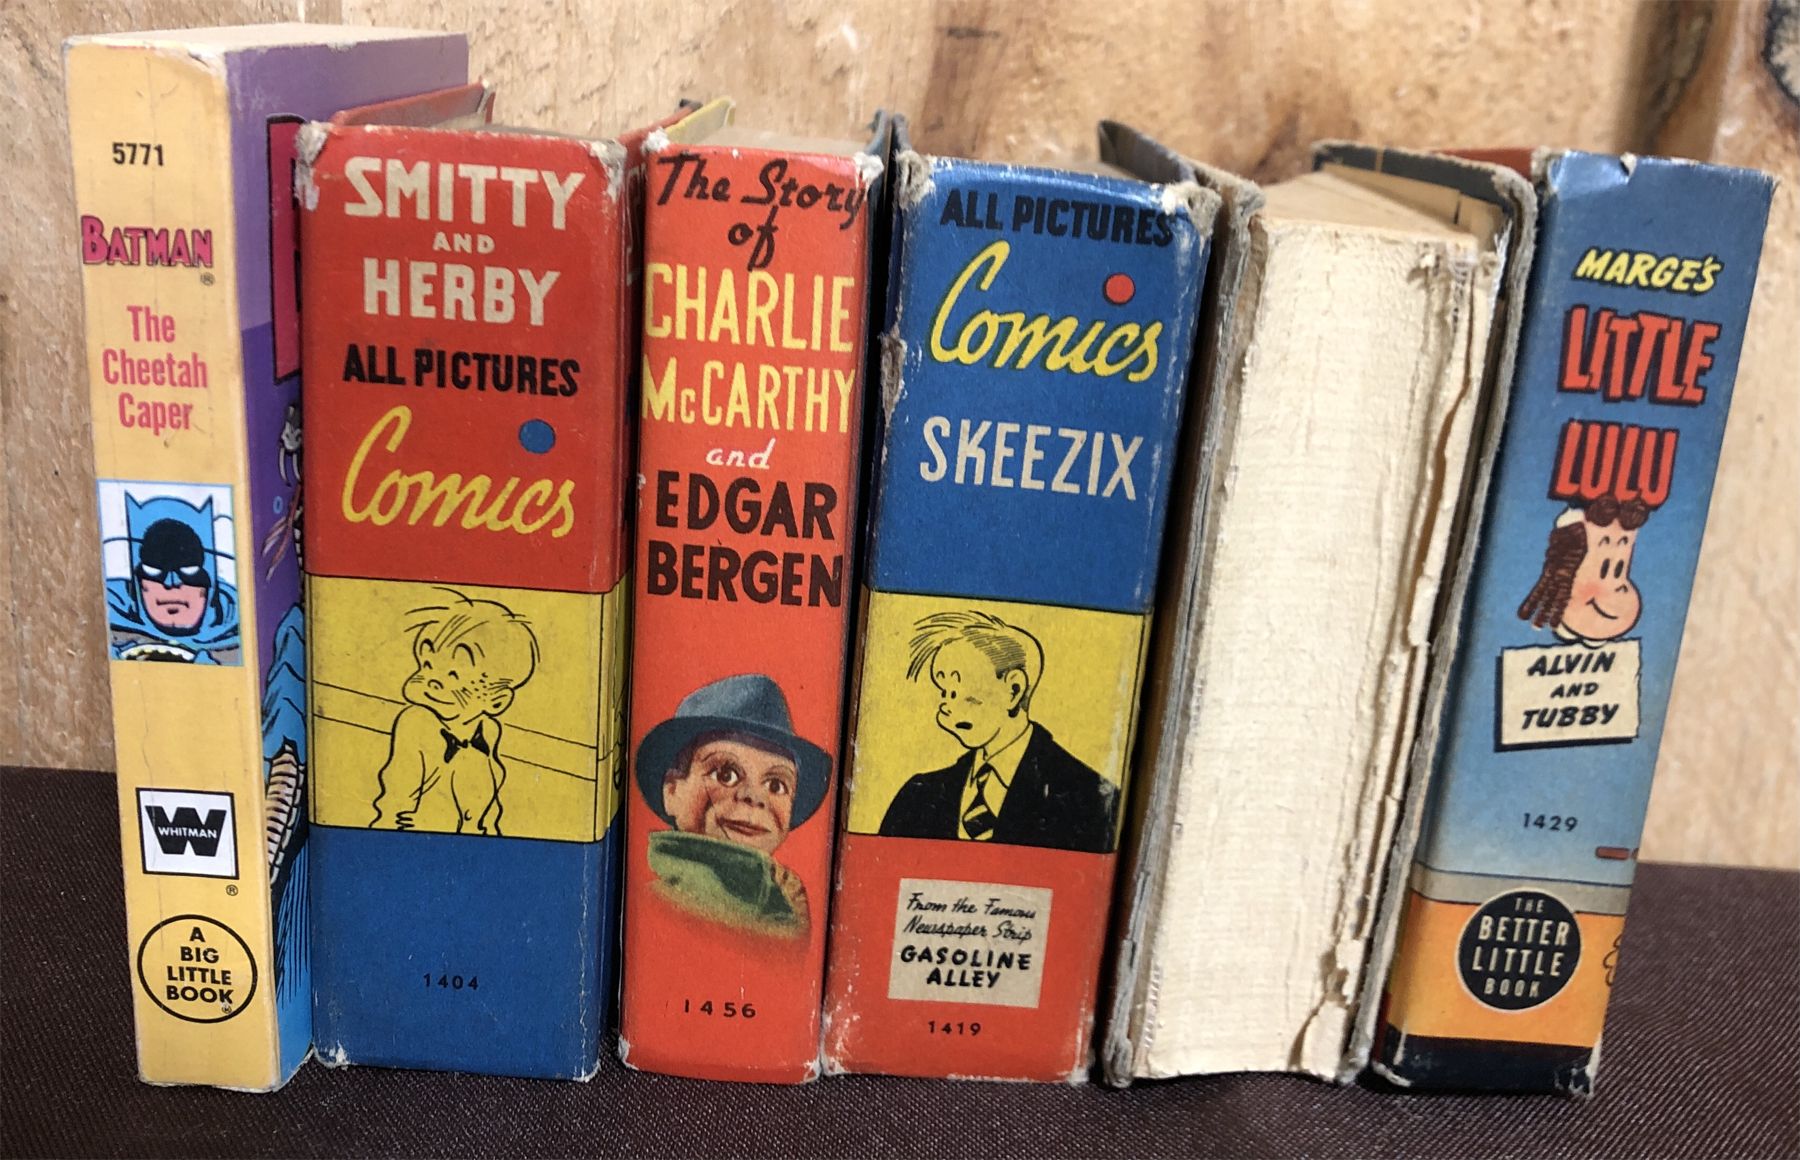 5771
BATMAN®
The
Cheetah
Caper
W
WHITMAN
®
A
BIG
LITTLE
BOOK®
SMITTY
AND
HERBY
ALL PICTURES
Comics
1404
The Story
of
CHARLIE
McCARTHY
and
EDGAR
BERGEN
1456
ALL PICTURES
Comics
SKEEZIX
From the Famous
Newspaper Strip
GASOLINE
ALLEY
1419
MARGE'S
LITTLE
LULU
ALVIN
AND
TUBBY
1429
THE
BETTER
LITTLE
BOOK